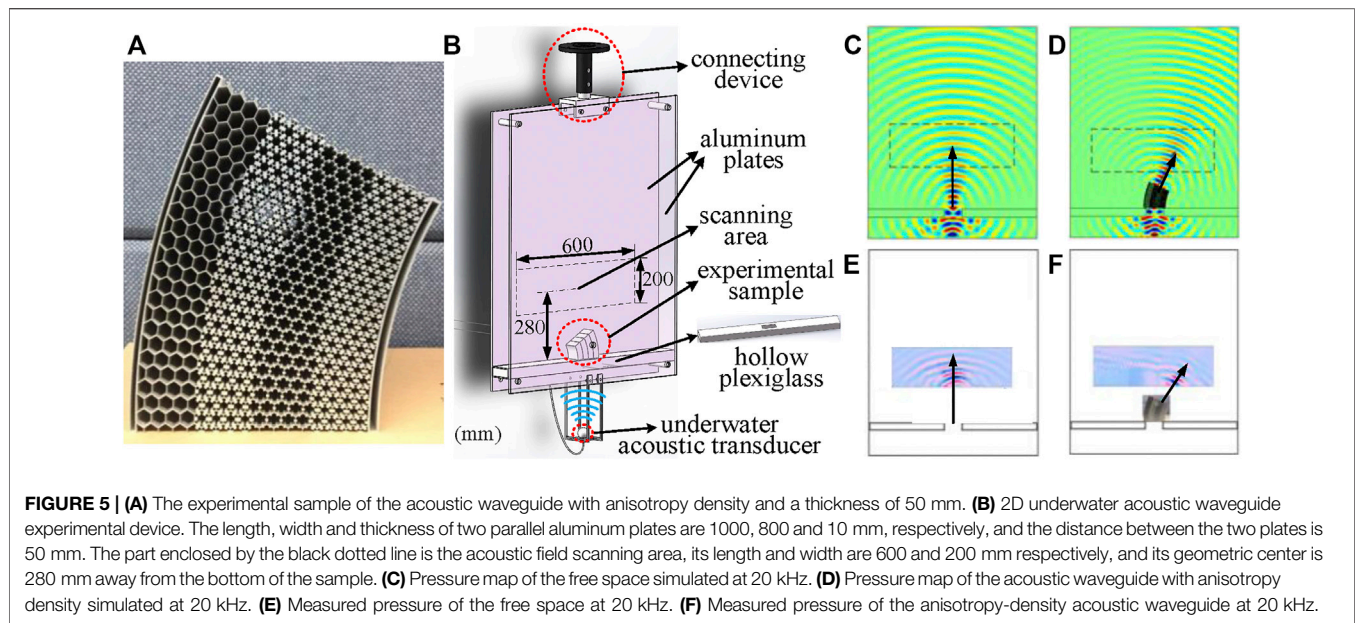 A
B
connecting
device
aluminum
plates
scanning
area
600
200
experimental
sample
280
hollow
plexiglass
(mm)
underwater
acoustic transducer
C
D
E
F
FIGURE 5 | (A) The experimental sample of the acoustic waveguide with anisotropy density and a thickness of 50 mm. (B) 2D underwater acoustic waveguide
experimental device. The length, width and thickness of two parallel aluminum plates are 1000, 800 and 10 mm, respectively, and the distance between the two plates is
50 mm. The part enclosed by the black dotted line is the acoustic field scanning area, its length and width are 600 and 200 mm respectively, and its geometric center is
280 mm away from the bottom of the sample. (C) Pressure map of the free space simulated at 20 kHz. (D) Pressure map of the acoustic waveguide with anisotropy
density simulated at 20 kHz. (E) Measured pressure of the free space at 20 kHz. (F) Measured pressure of the anisotropy-density acoustic waveguide at 20 kHz.